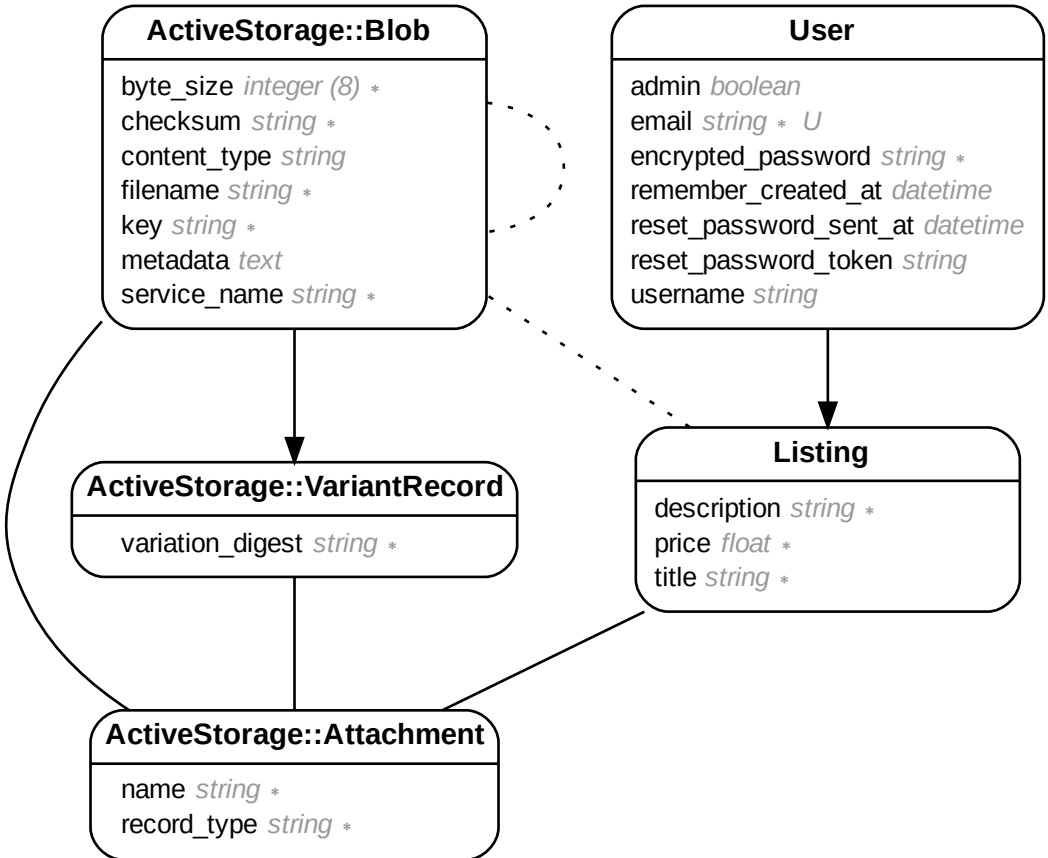 ActiveStorage::Blob
byte_size integer (8) *
checksum string *
content_type string
filename string *
key string *
metadata text
service_name string *
User
admin boolean
email string * U
encrypted_password string *
remember_created_at datetime
reset_password_sent_at datetime
reset_password_token string
username string
ActiveStorage::VariantRecord
variation_digest string *
Listing
description string *
price float *
title string *
ActiveStorage::Attachment
name string *
record_type string *